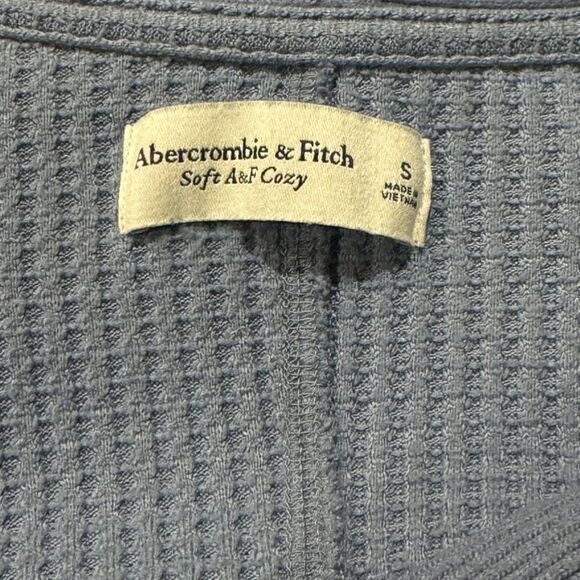 Abercrombie & Fitch
Soft A&F Cozy
S
MADE IN
VIETNAM